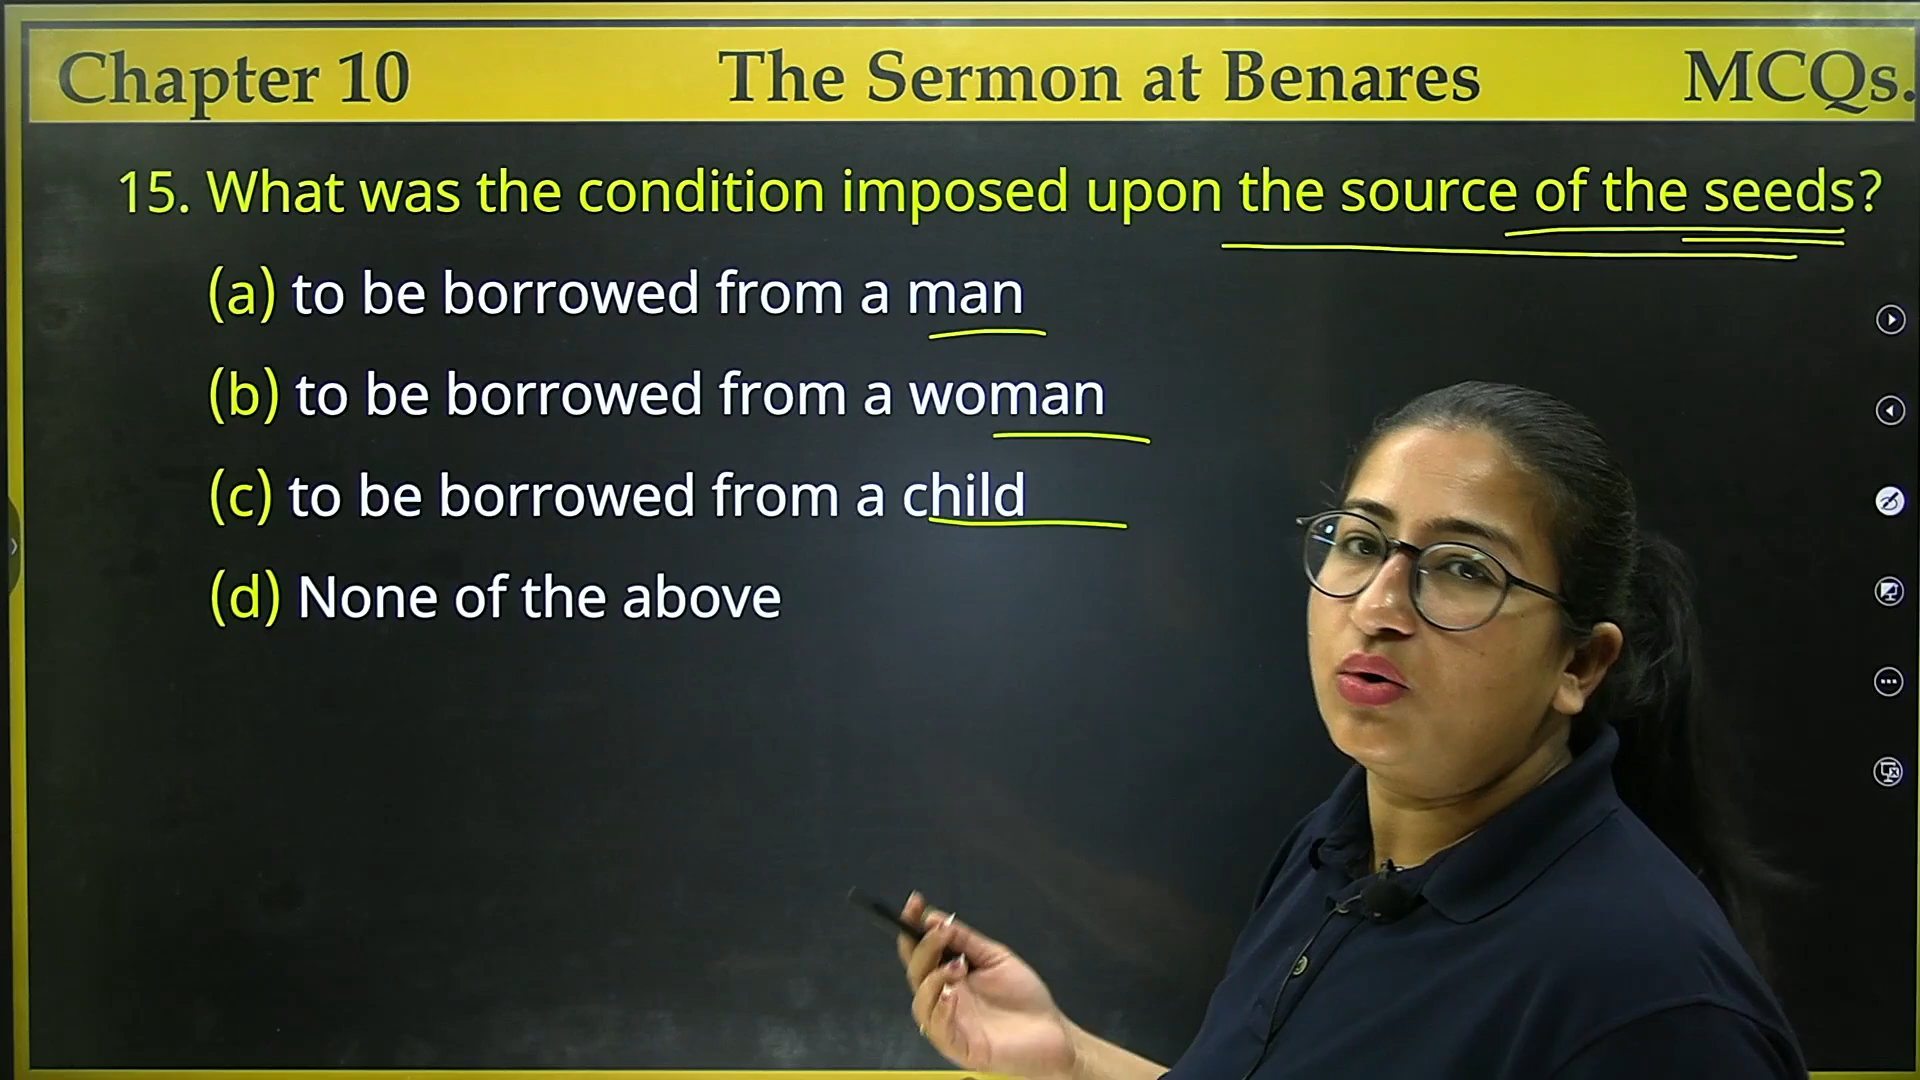 Chapter 10 The Sermon at Benares MCQs.
15. What was the condition imposed upon the source of the seeds?
(a) to be borrowed from a man
(b) to be borrowed from a woman
(c) to be borrowed from a child
(d) None of the above